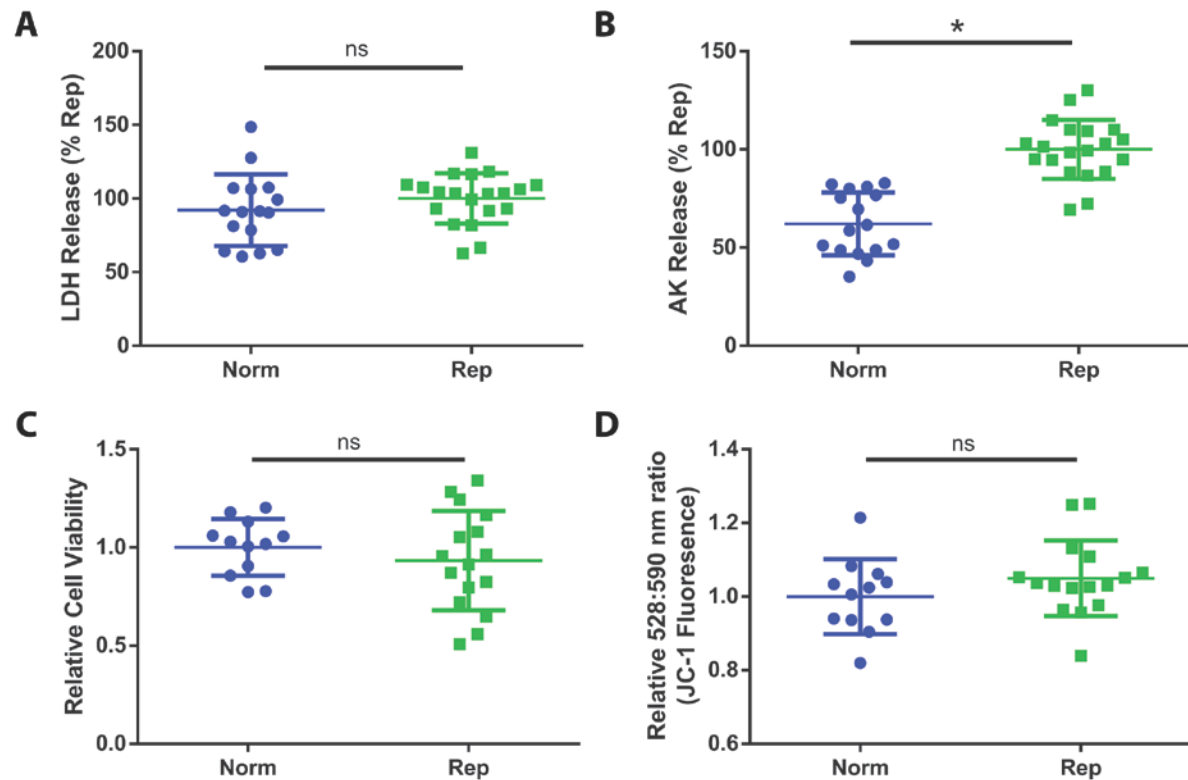 A
LDH Release (% Rep)
200
150
100
50
0
ns
Norm
Rep
B
AK Release (% Rep)
150
100
50
0
*
Norm
Rep
C
Relative Cell Viability
1.5
1.0
0.5
0.0
ns
Norm
Rep
D
Relative 528:590 nm ratio
(JC-1 Fluoresence)
1.4
1.2
1.0
0.8
0.6
ns
Norm
Rep